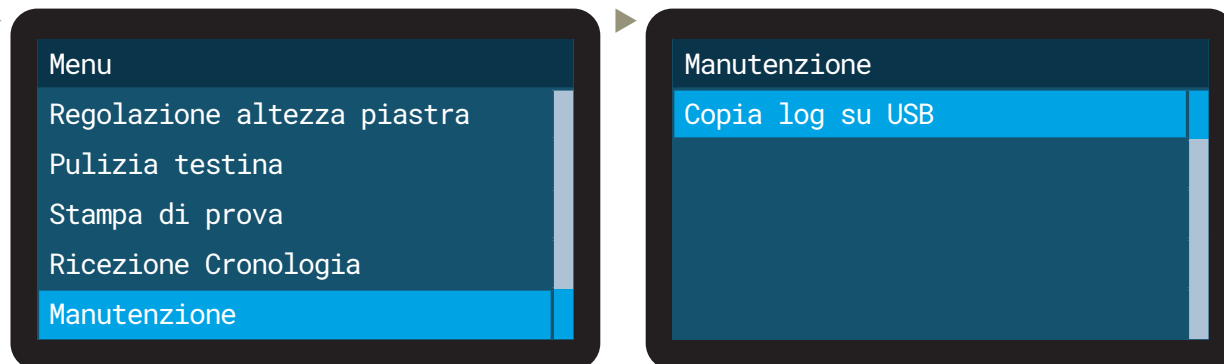 Menu
Regolazione altezza piastra
Pulizia testina
Stampa di prova
Ricezione Cronologia
Manutenzione
Manutenzione
Copia log su USB